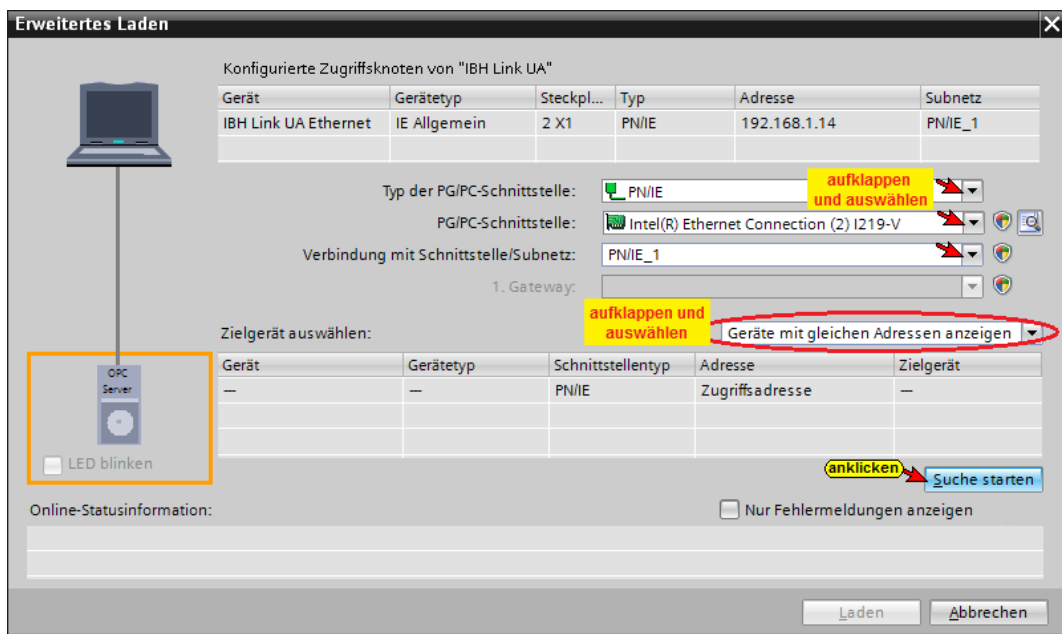 Erweitertes Laden
Konfigurierte Zugriffsknoten von "IBH Link UA"
Gerät Gerätetyp Steckpl... Typ Adresse Subnetz
IBH Link UA Ethernet IE Allgemein 2 X1 PN/IE 192.168.1.14 PN/IE_1
Typ der PG/PC-Schnittstelle: PN/IE
aufklappen
und auswählen
PG/PC-Schnittstelle: Intel(R) Ethernet Connection (2) I219-V
Verbindung mit Schnittstelle/Subnetz: PN/IE_1
1. Gateway:
aufklappen und
auswählen
Zielgerät auswählen: Geräte mit gleichen Adressen anzeigen
Gerät Gerätetyp Schnittstellentyp Adresse Zielgerät
— — PN/IE Zugriffsadresse —
OPC
Server
LED blinken
anklicken
Suche starten
Online-Statusinformation: Nur Fehlermeldungen anzeigen
Laden Abbrechen